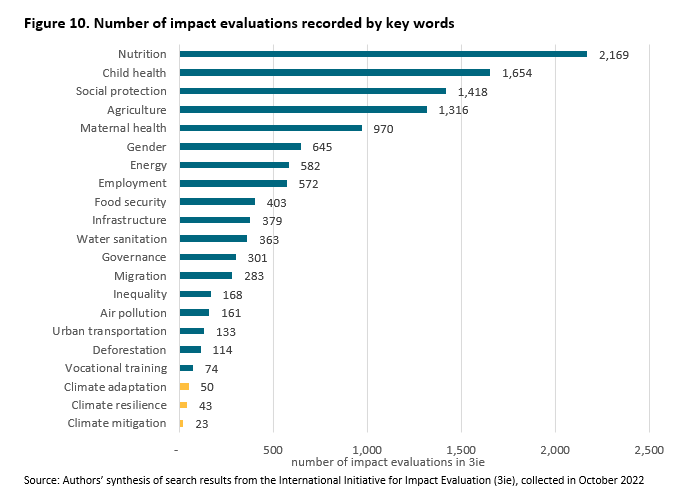 Figure 10. Number of impact evaluations recorded by key words
Nutrition 2,169
Child health 1,654
Social protection 1,418
Agriculture 1,316
Maternal health 970
Gender 645
Energy 582
Employment 572
Food security 403
Infrastructure 379
Water sanitation 363
Governance 301
Migration 283
Inequality 168
Air pollution 161
Urban transportation 133
Deforestation 114
Vocational training 74
Climate adaptation 50
Climate resilience 43
Climate mitigation 23
- 500 1,000 1,500 2,000 2,500
number of impact evaluations in 3ie
Source: Authors’ synthesis of search results from the International Initiative for Impact Evaluation (3ie), collected in October 2022